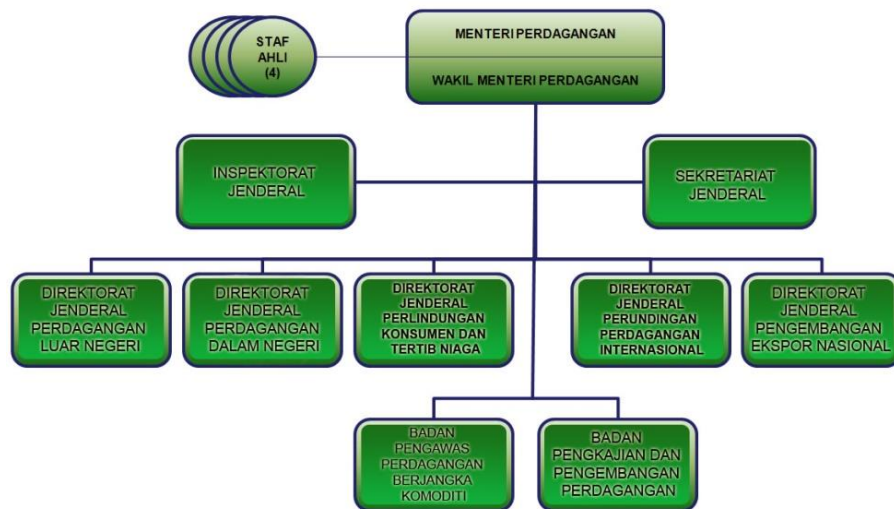 STAF
AHLI
(4)
MENTERI PERDAGANGAN
WAKIL MENTERI PERDAGANGAN
INSPEKTORAT
JENDERAL
SEKRETARIAT
JENDERAL
DIREKTORAT
JENDERAL
PERDAGANGAN
LUAR NEGERI
DIREKTORAT
JENDERAL
PERDAGANGAN
DALAM NEGERI
DIREKTORAT
JENDERAL
PERLINDUNGAN
KONSUMEN DAN
TERTIB NIAGA
DIREKTORAT
JENDERAL
PERUNDINGAN
PERDAGANGAN
INTERNASIONAL
DIREKTORAT
JENDERAL
PENGEMBANGAN
EKSPOR NASIONAL
BADAN
PENGAWAS
PERDAGANGAN
BERJANGKA
KOMODITI
BADAN
PENGKAJIAN DAN
PENGEMBANGAN
PERDAGANGAN